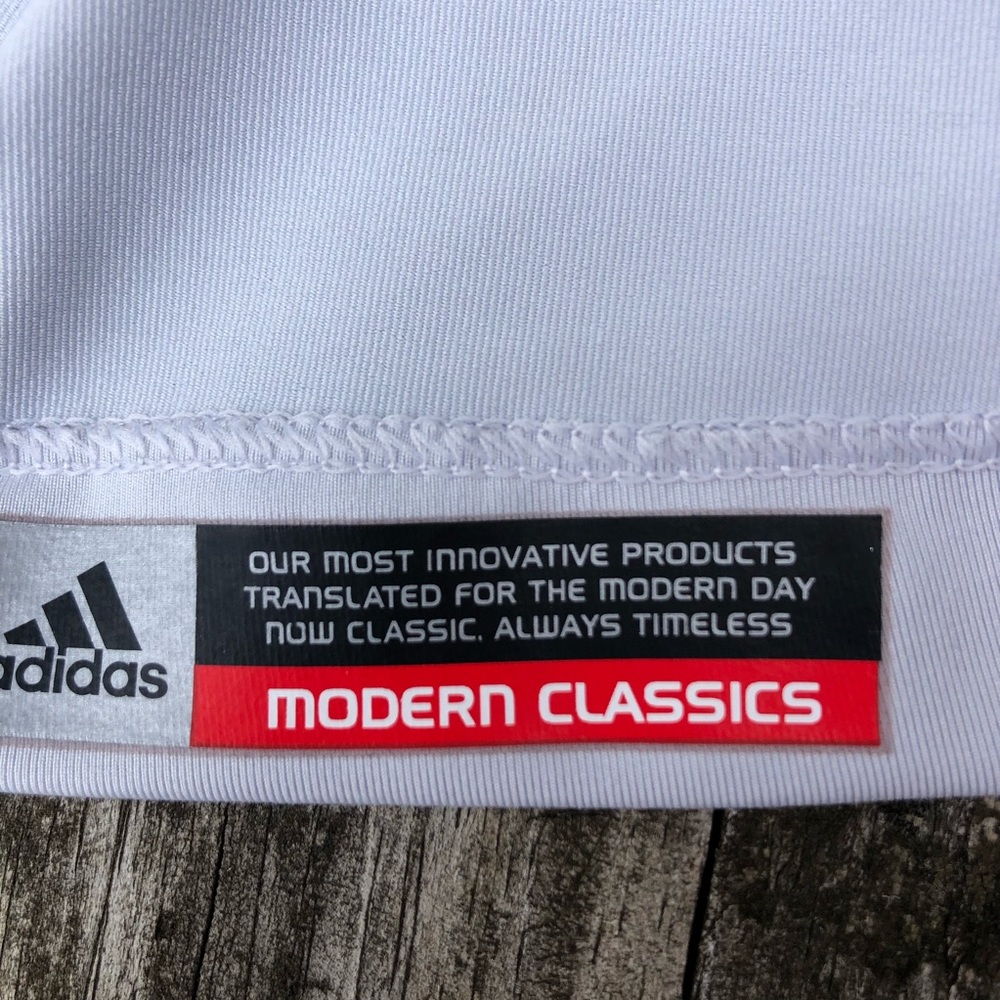 adidas
OUR MOST INNOVATIVE PRODUCTS
TRANSLATED FOR THE MODERN DAY
NOW CLASSIC. ALWAYS TIMELESS
MODERN CLASSICS